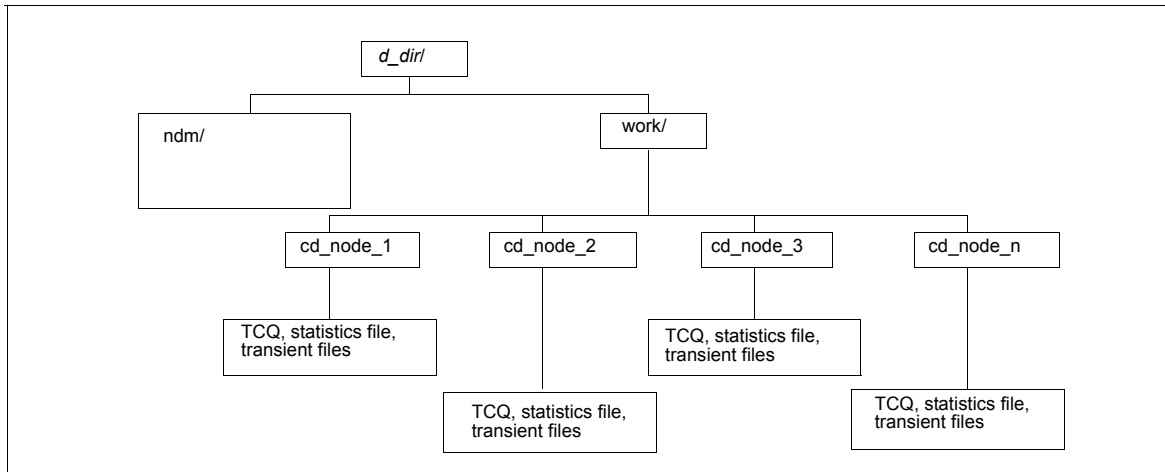 d_dir/
ndm/
work/
cd_node_1
cd_node_2
cd_node_3
cd_node_n
TCQ, statistics file,
transient files
TCQ, statistics file,
transient files
TCQ, statistics file,
transient files
TCQ, statistics file,
transient files